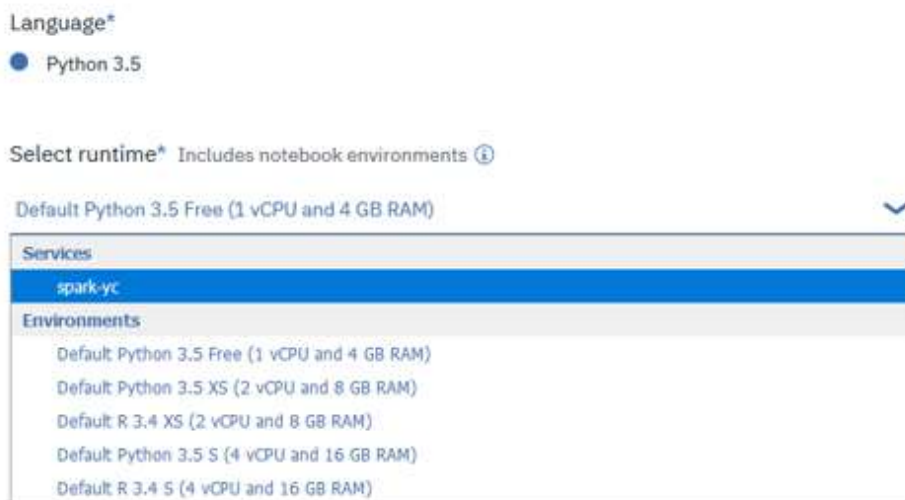 Language*
Python 3.5
Select runtime* Includes notebook environments
Default Python 3.5 Free (1 vCPU and 4 GB RAM)
Services
spark-yc
Environments
Default Python 3.5 Free (1 vCPU and 4 GB RAM)
Default Python 3.5 XS (2 vCPU and 8 GB RAM)
Default R 3.4 XS (2 vCPU and 8 GB RAM)
Default Python 3.5 S (4 vCPU and 16 GB RAM)
Default R 3.4 S (4 vCPU and 16 GB RAM)